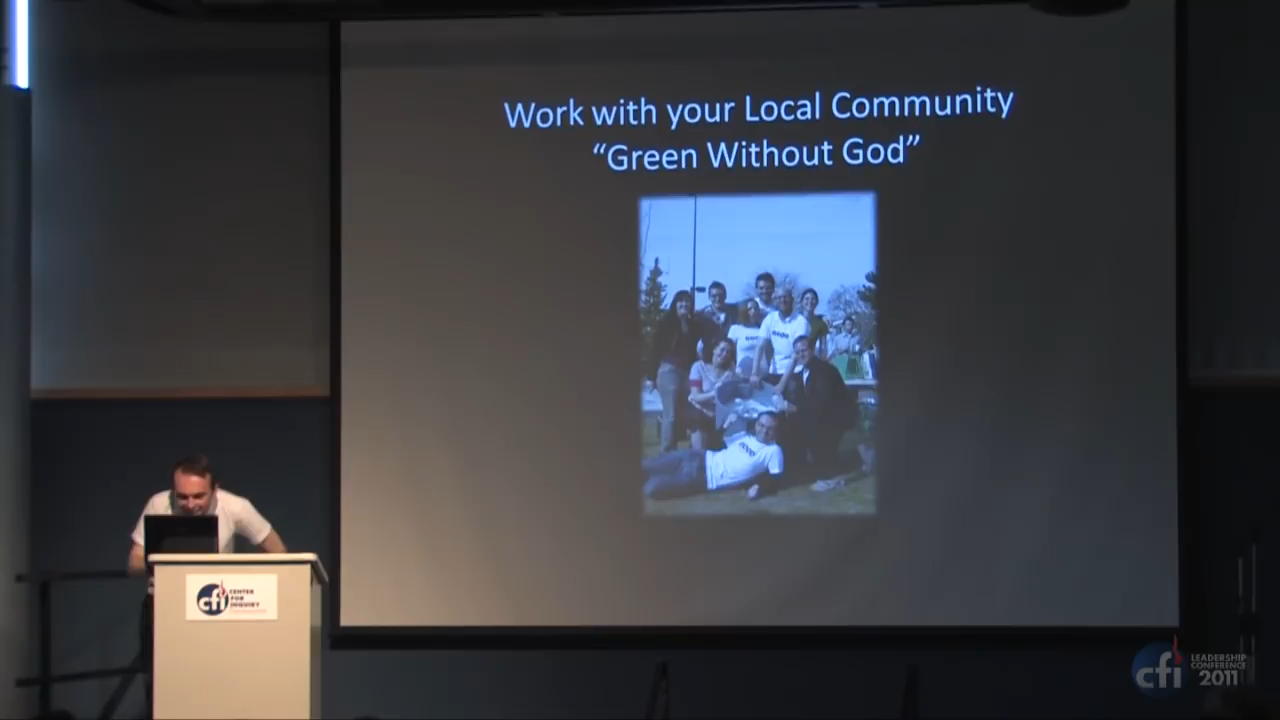 Work with your Local Community
“Green Without God”
cfi
CENTER
FOR
INQUIRY
cfi
LEADERSHIP
CONFERENCE
2011